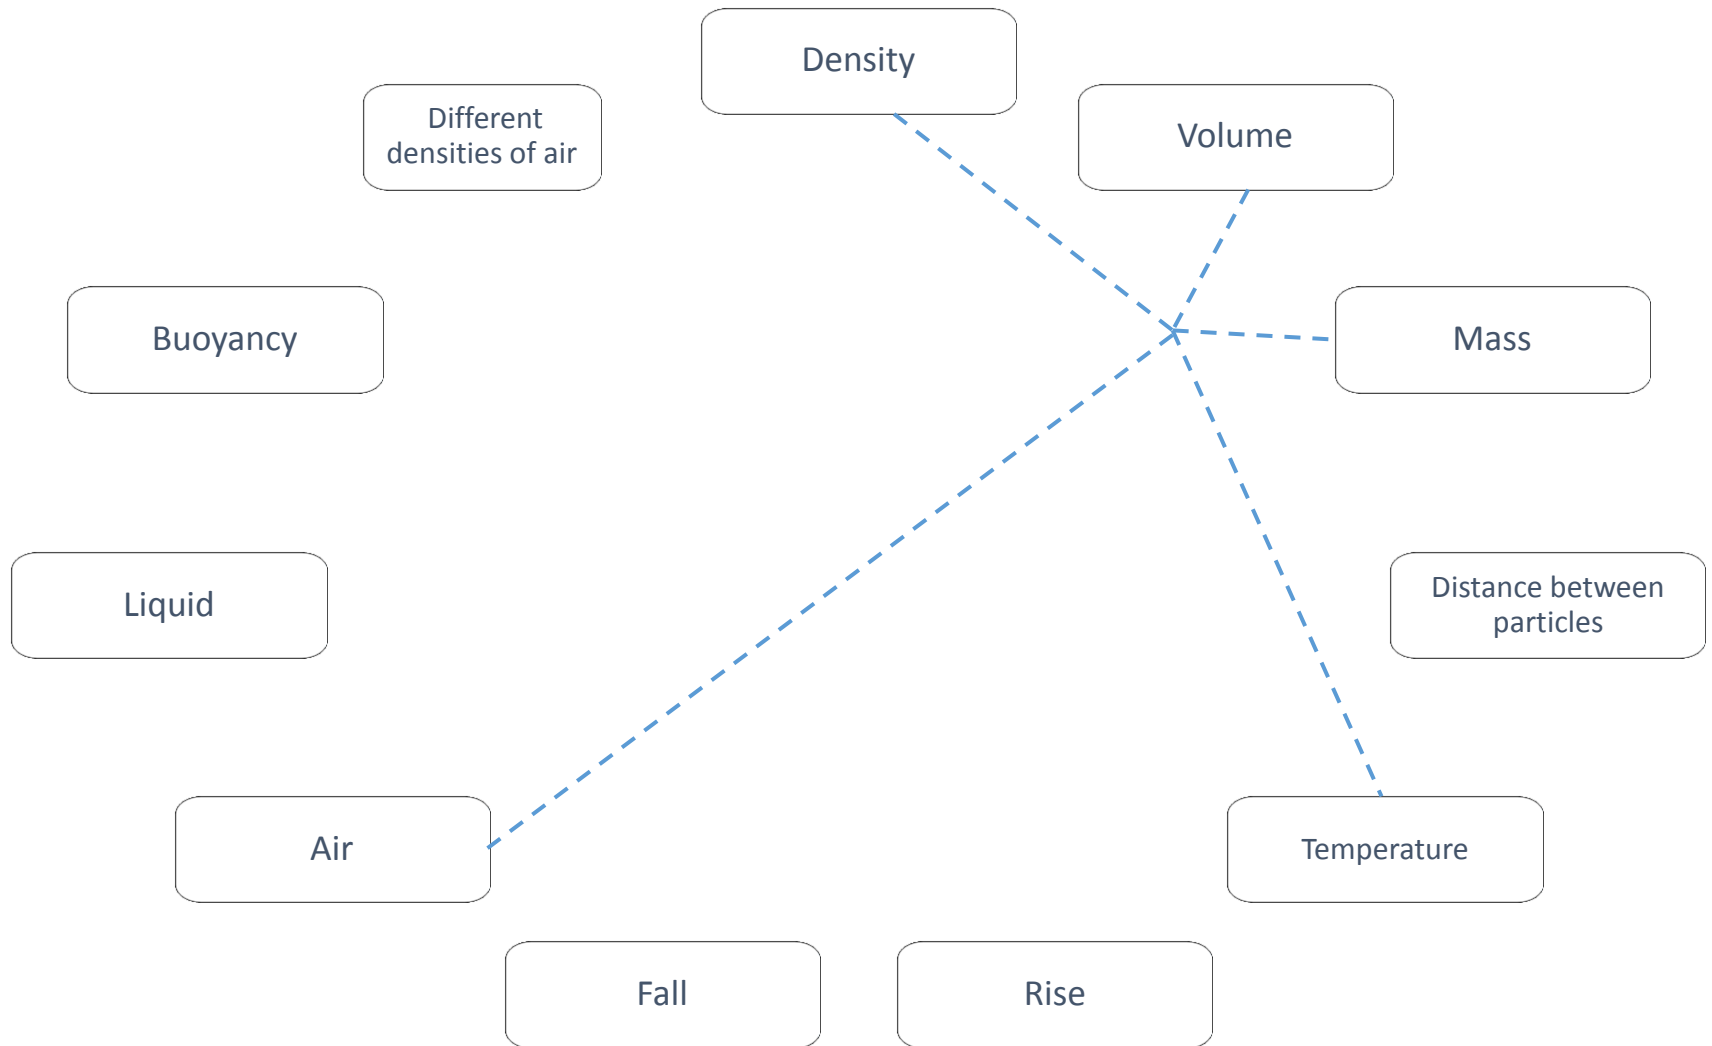 Density
Different
densities of air
Volume
Buoyancy
Mass
Liquid
Distance between
particles
Air
Temperature
Fall
Rise